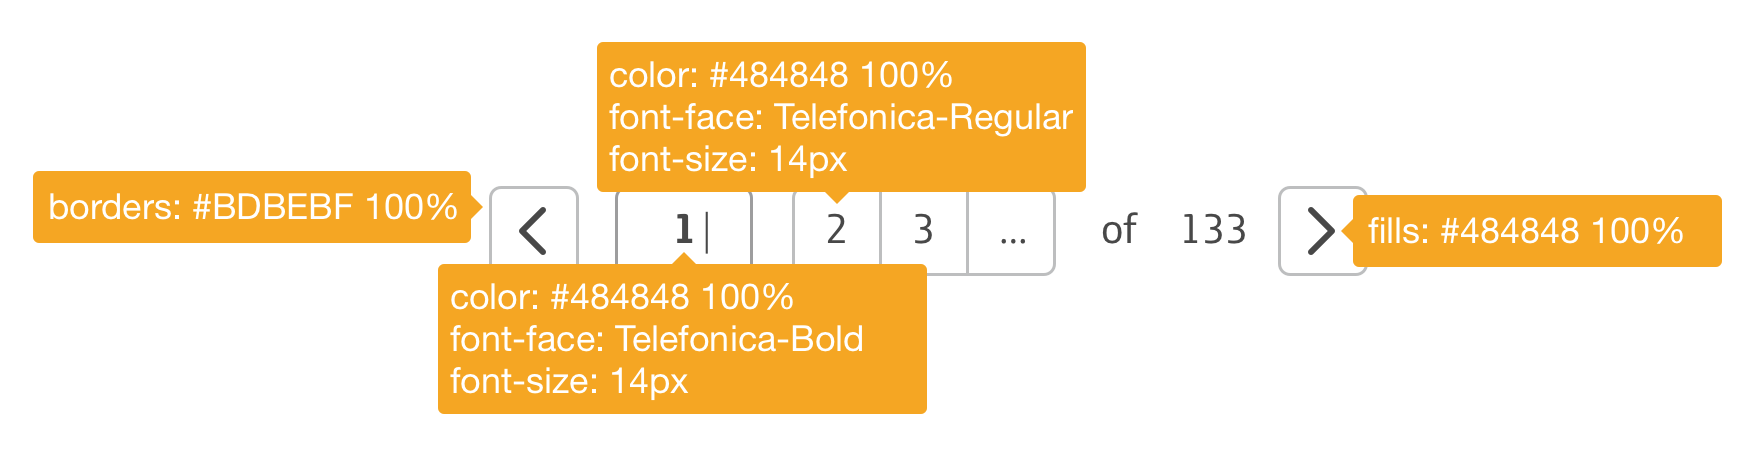 color: #484848 100%
font-face: Telefonica-Regular
font-size: 14px
borders: #BDBEBF 100%
1 2 3 ... of 133
fills: #484848 100%
color: #484848 100%
font-face: Telefonica-Bold
font-size: 14px